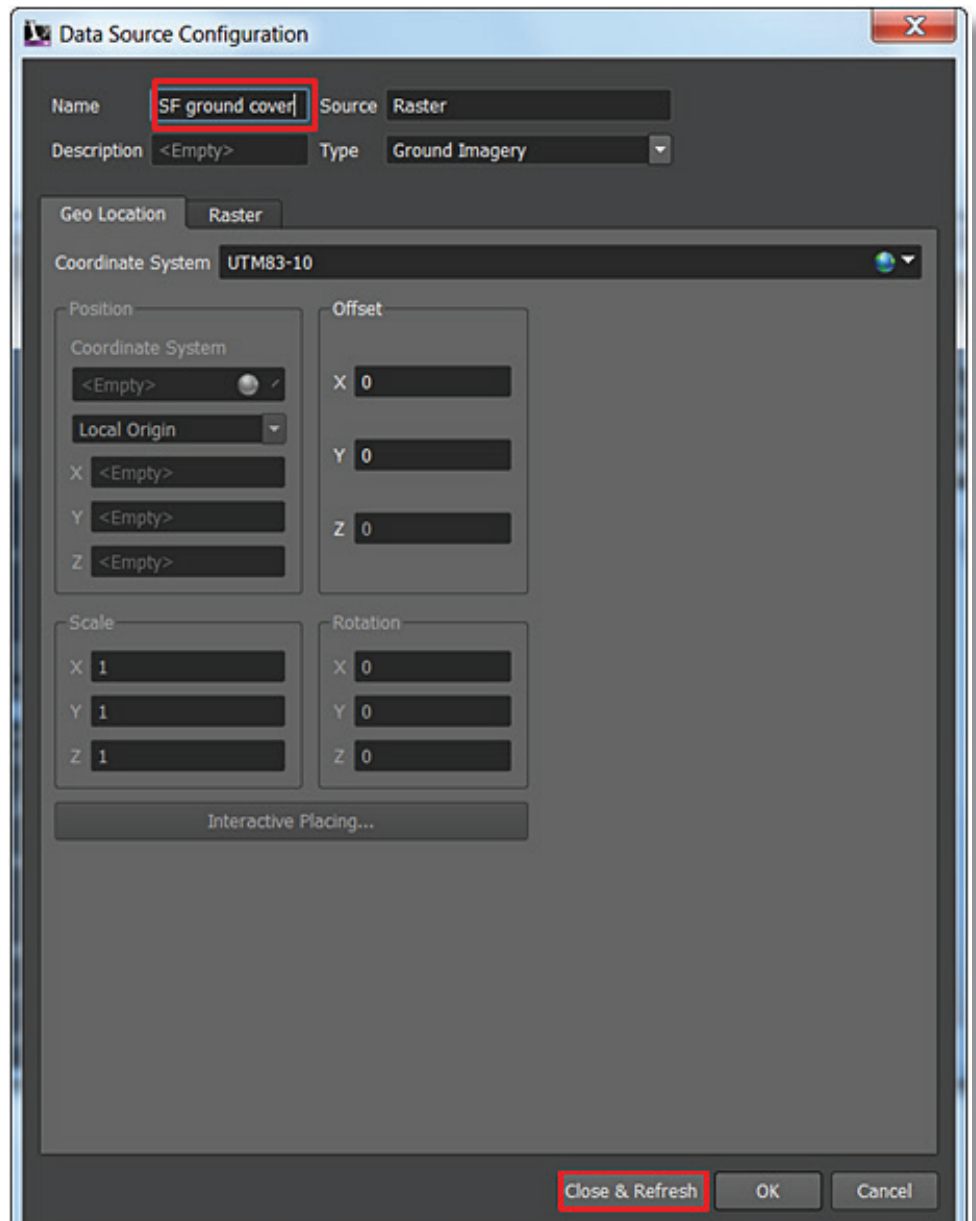 Data Source Configuration
Name SF ground cover Source Raster
Description <Empty> Type Ground Imagery
Geo Location Raster
Coordinate System UTM83-10
Position
Coordinate System
<Empty>
Local Origin
X <Empty>
Y <Empty>
Z <Empty>
Offset
X 0
Y 0
Z 0
Scale
X 1
Y 1
Z 1
Rotation
X 0
Y 0
Z 0
Interactive Placing...
Close & Refresh OK Cancel